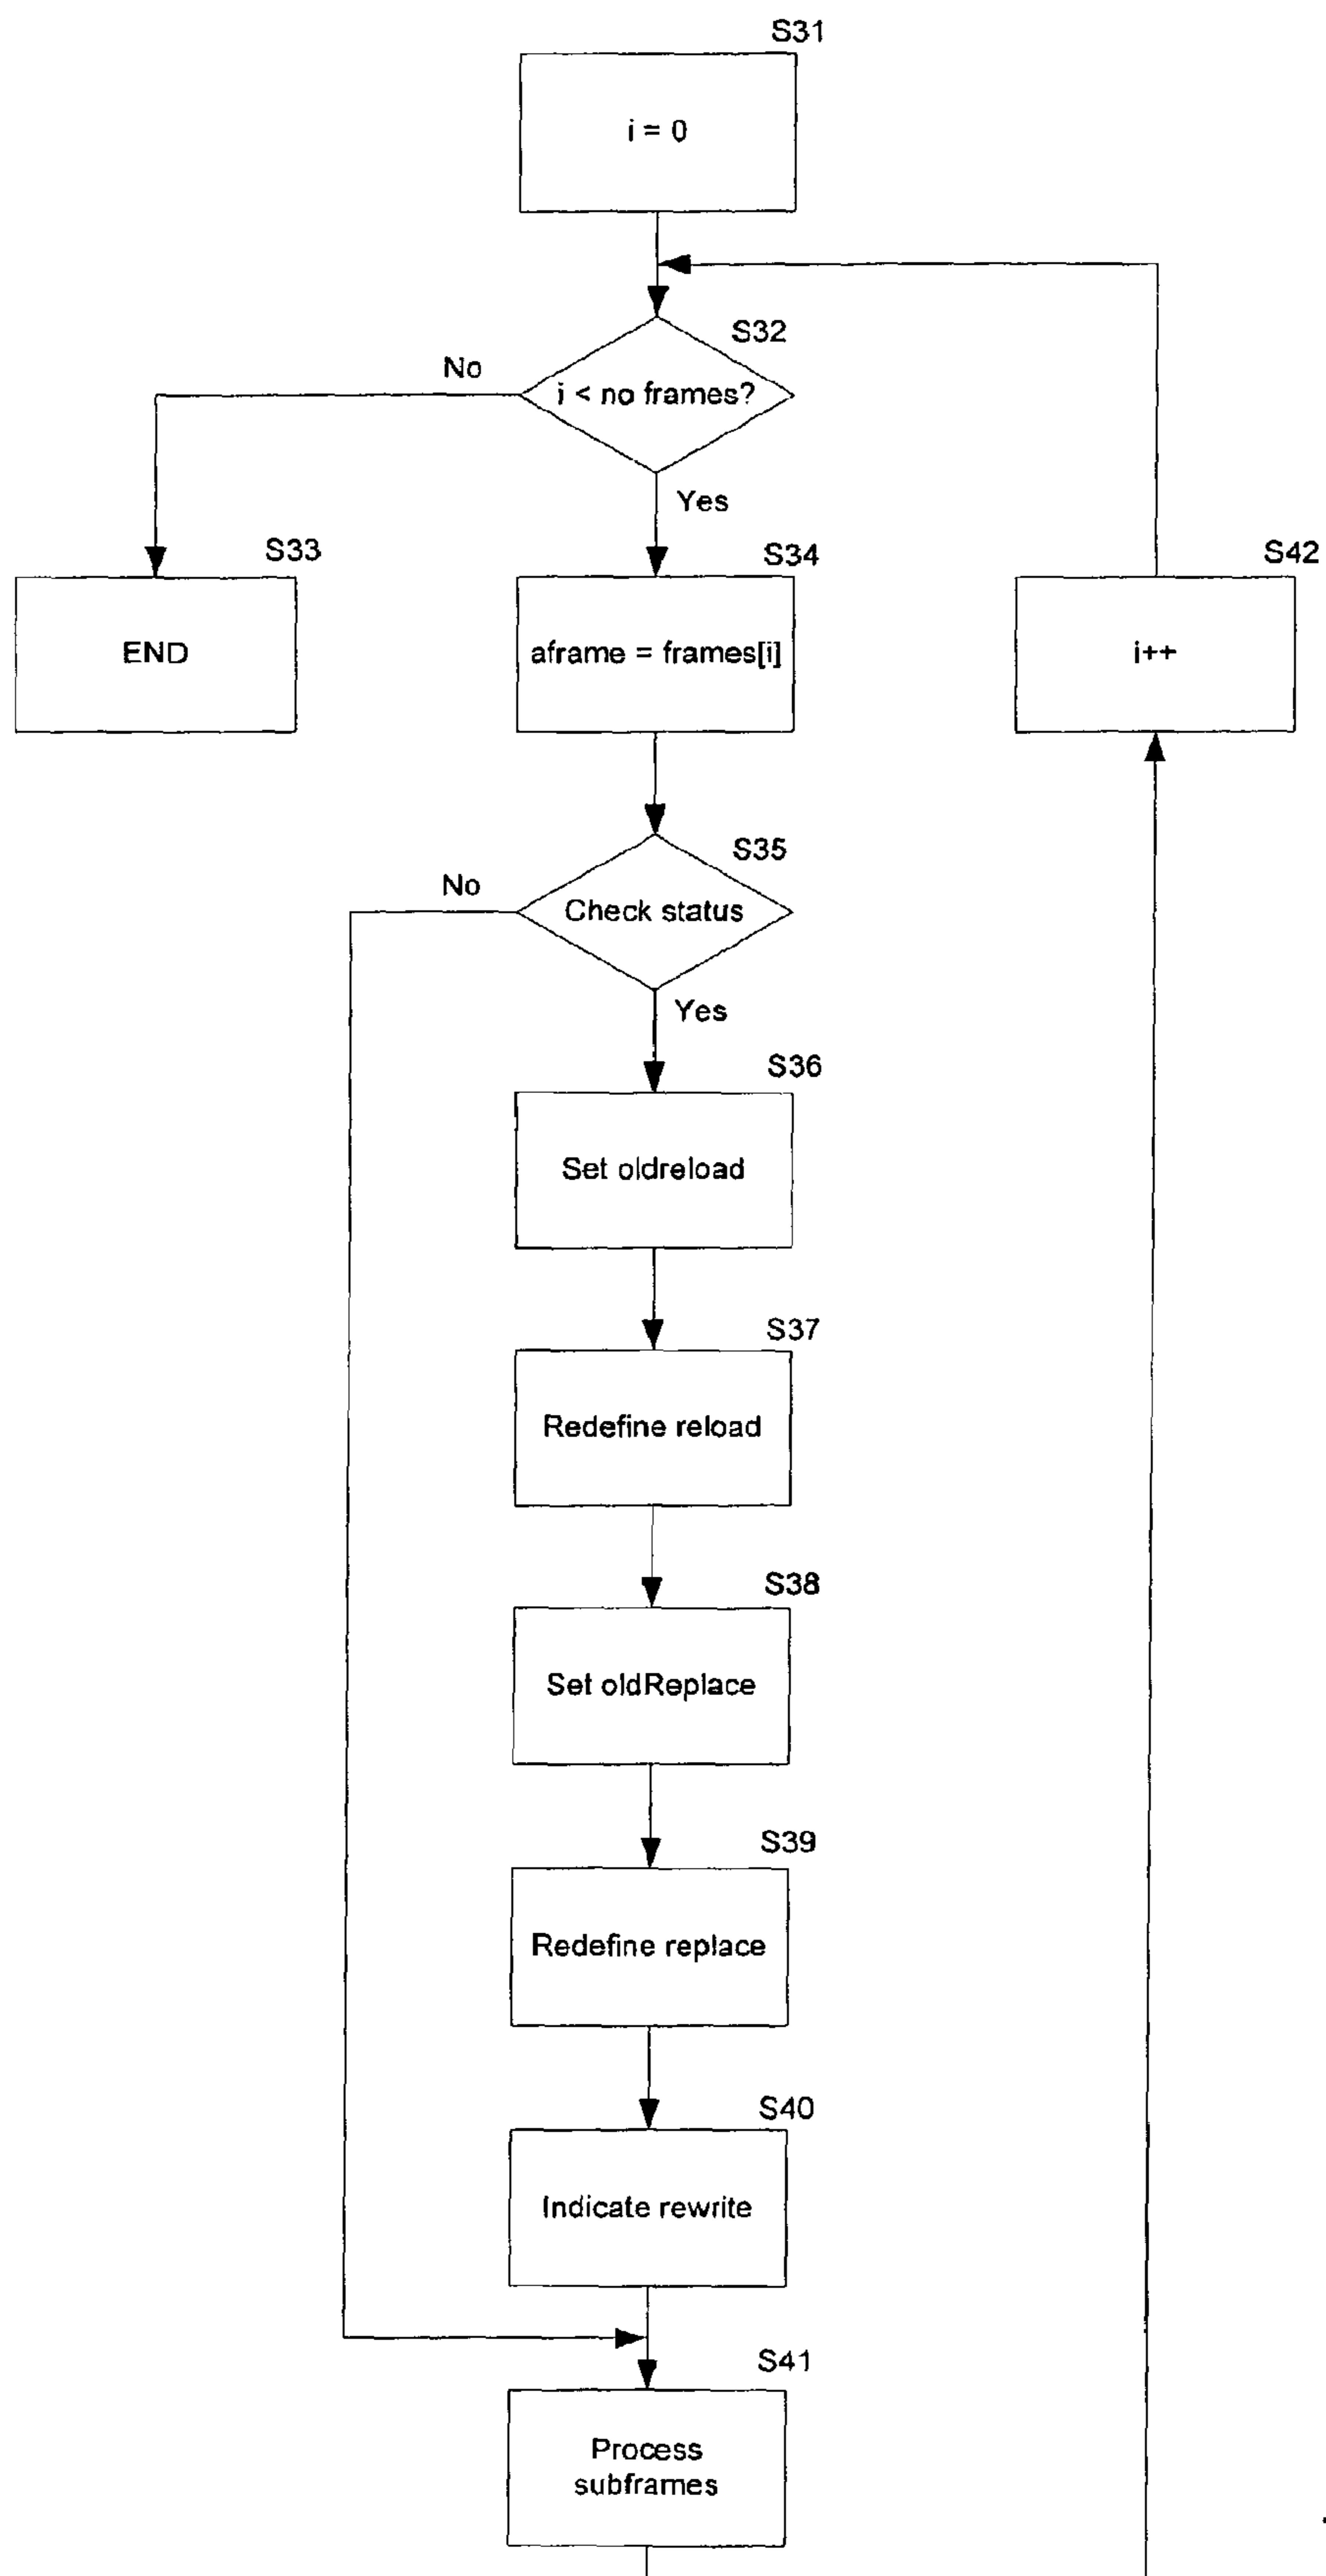 S31
i = 0
S32
No
i < no frames?
Yes
S33
S34
S42
END
aframe = frames[i]
i++
S35
No
Check status
Yes
S36
Set oldreload
S37
Redefine reload
S38
Set oldReplace
S39
Redefine replace
S40
Indicate rewrite
S41
Process
subframes